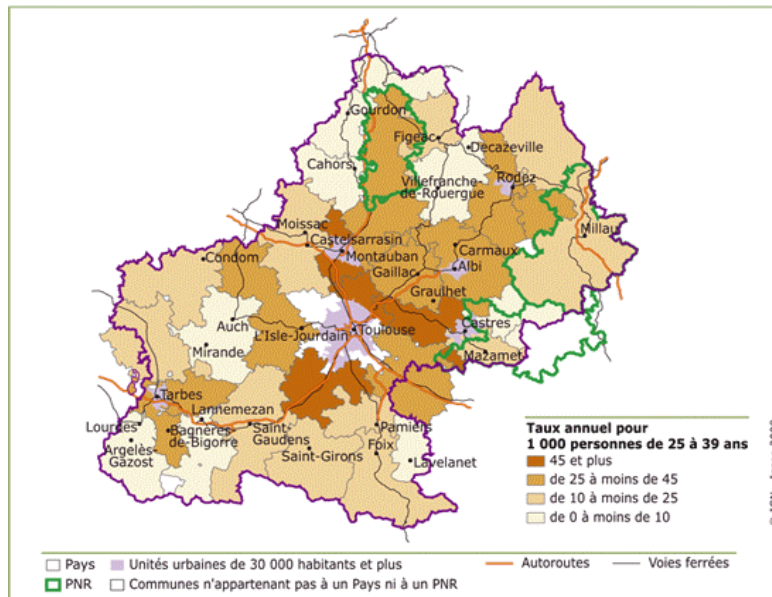 Gourdon
Figeac
Decazeville
Cahors
Villefranche-
de-Rouergue
Rodez
Moissac
Castelsarrasin
Montauban
Millau
Condom
Carmaux
Gaillac
Albi
Graulhet
Auch
L'Isle-Jourdain
Toulouse
Castres
Mirande
Mazamet
Tarbes
Lannemezan
Lourdes
Bagnères-
de-Bigorre
Saint-
Gaudens
Pamiers
Foix
Argelès-
Gazost
Saint-Girons
Lavelanet
Taux annuel pour
1 000 personnes de 25 à 39 ans
45 et plus
de 25 à moins de 45
de 10 à moins de 25
de 0 à moins de 10
Pays
Unités urbaines de 30 000 habitants et plus
Autoroutes
Voies ferrées
PNR
Communes n'appartenant pas à un Pays ni à un PNR